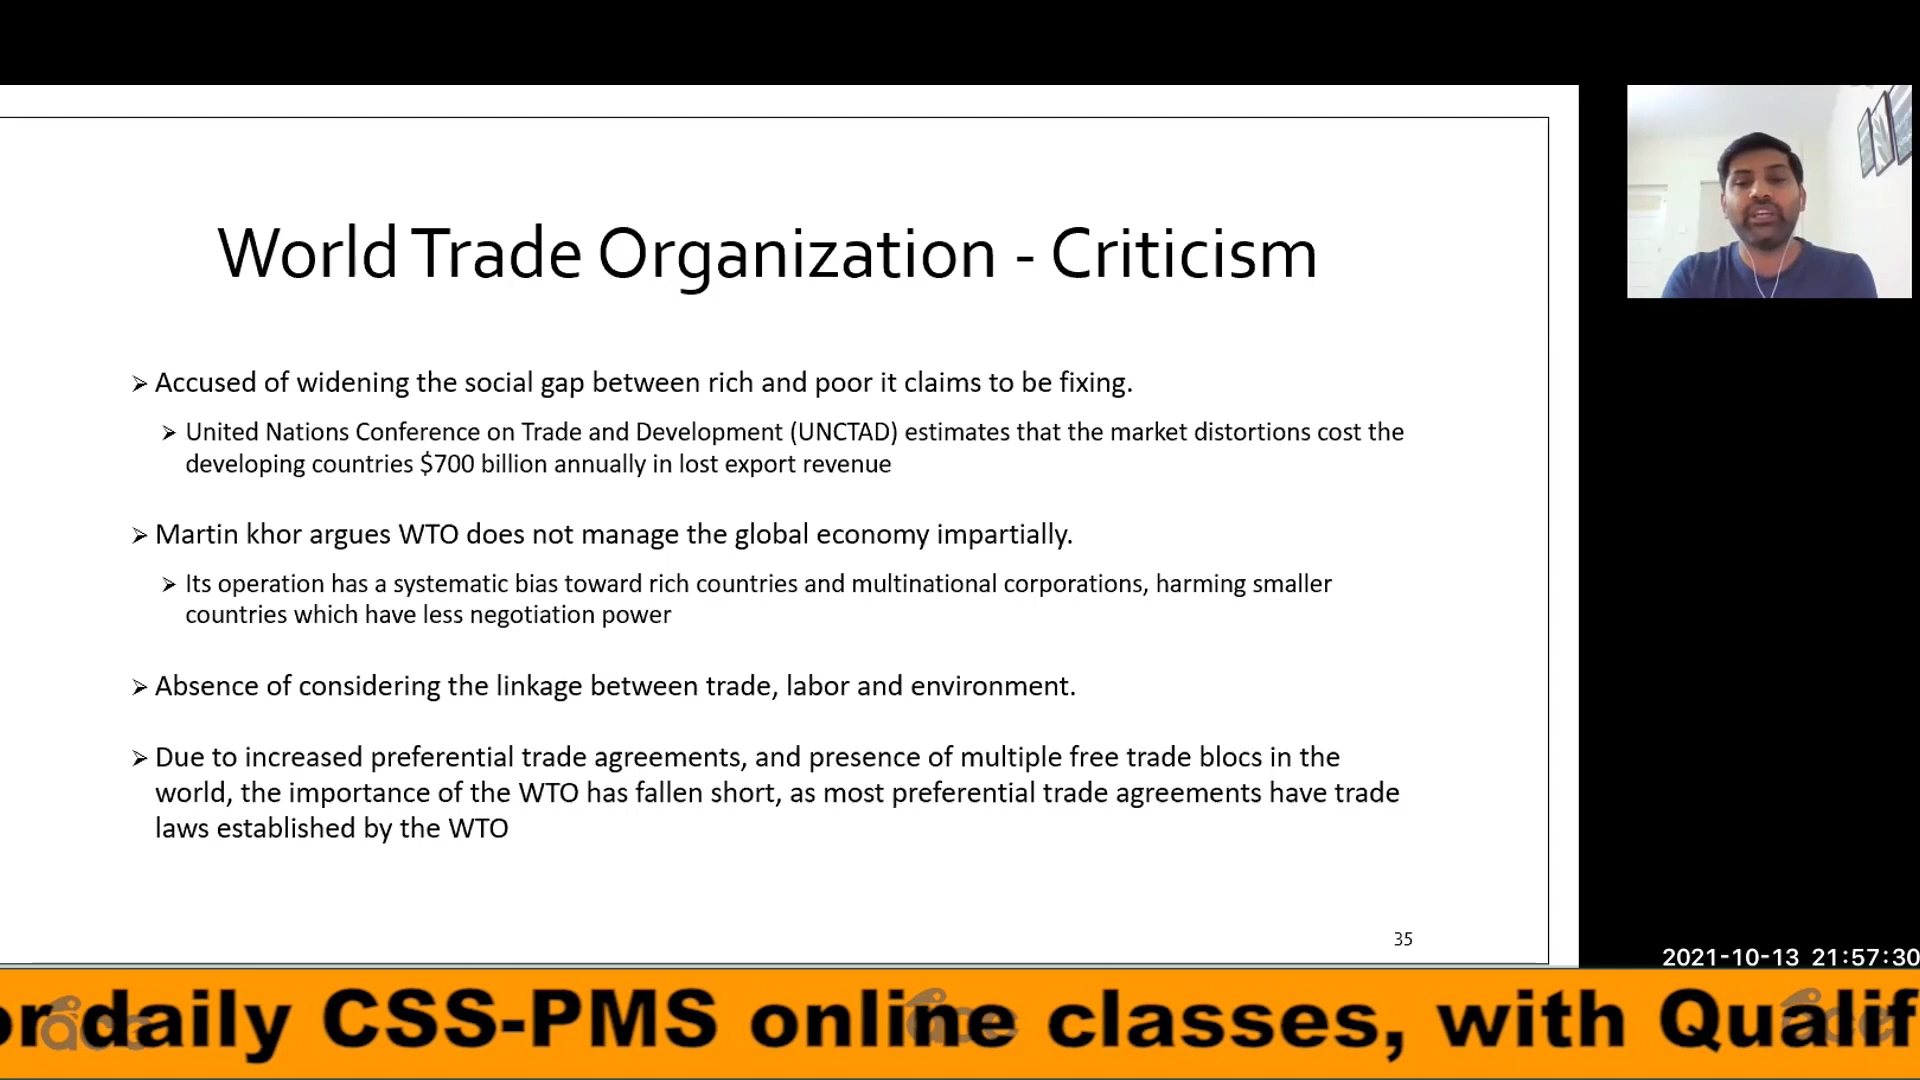 World Trade Organization - Criticism
Accused of widening the social gap between rich and poor it claims to be fixing.
United Nations Conference on Trade and Development (UNCTAD) estimates that the market distortions cost the
developing countries $700 billion annually in lost export revenue
Martin khor argues WTO does not manage the global economy impartially.
Its operation has a systematic bias toward rich countries and multinational corporations, harming smaller
countries which have less negotiation power
Absence of considering the linkage between trade, labor and environment.
Due to increased preferential trade agreements, and presence of multiple free trade blocs in the
world, the importance of the WTO has fallen short, as most preferential trade agreements have trade
laws established by the WTO
35
2021-10-13 21:57:30
or daily CSS-PMS online classes, with Qualif